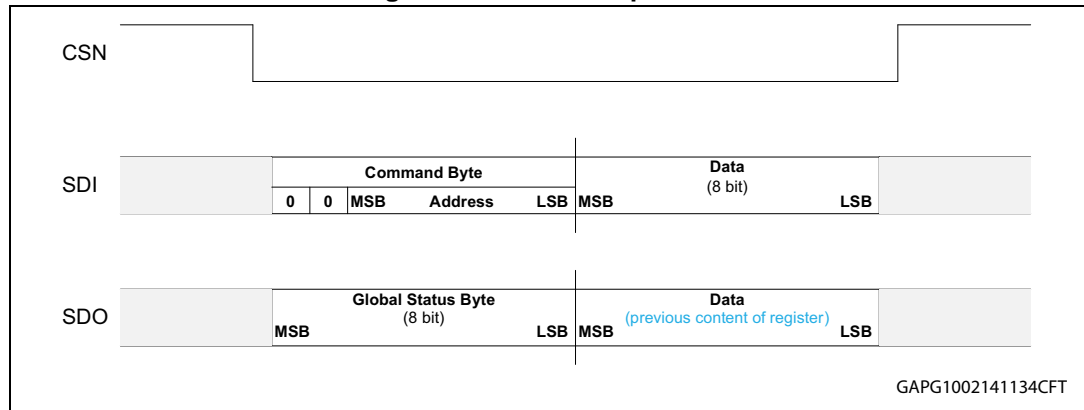 CSN
SDI
Command Byte
0 0 MSB Address LSB
Data
(8 bit)
MSB LSB
SDO
Global Status Byte
(8 bit)
MSB LSB
Data
(previous content of register)
MSB LSB
GAPG1002141134CFT